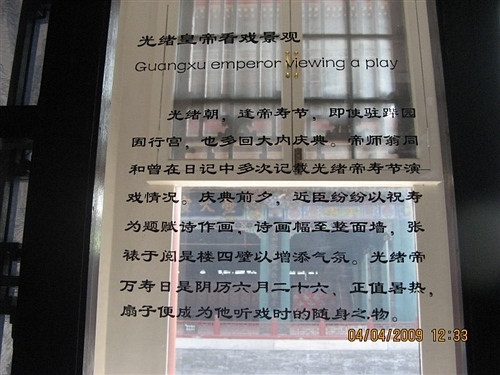 光绪皇帝看戏景观
Guangxu emperor viewing a play
光绪朝，逢帝寿节，即使驻跸园
囿行宫，也多回大内庆典。帝师翁同
和曾在日记中多次记载光绪帝寿节演
戏情况。庆典前夕，近臣纷纷以祝寿
为题赋诗作画，诗画幅至整面墙，张
裱于阅是楼四壁以增添气氛。光绪帝
万寿日是阴历六月二十六，正值暑热，
扇子便成为他听戏时的随身之物。
04/04/2009 12:33